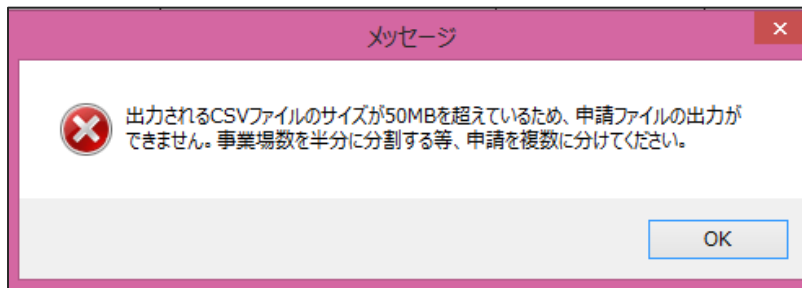 メッセージ
出力されるCSVファイルのサイズが50MBを超えているため、申請ファイルの出力が
できません。事業場数を半分に分割する等、申請を複数に分けてください。
OK